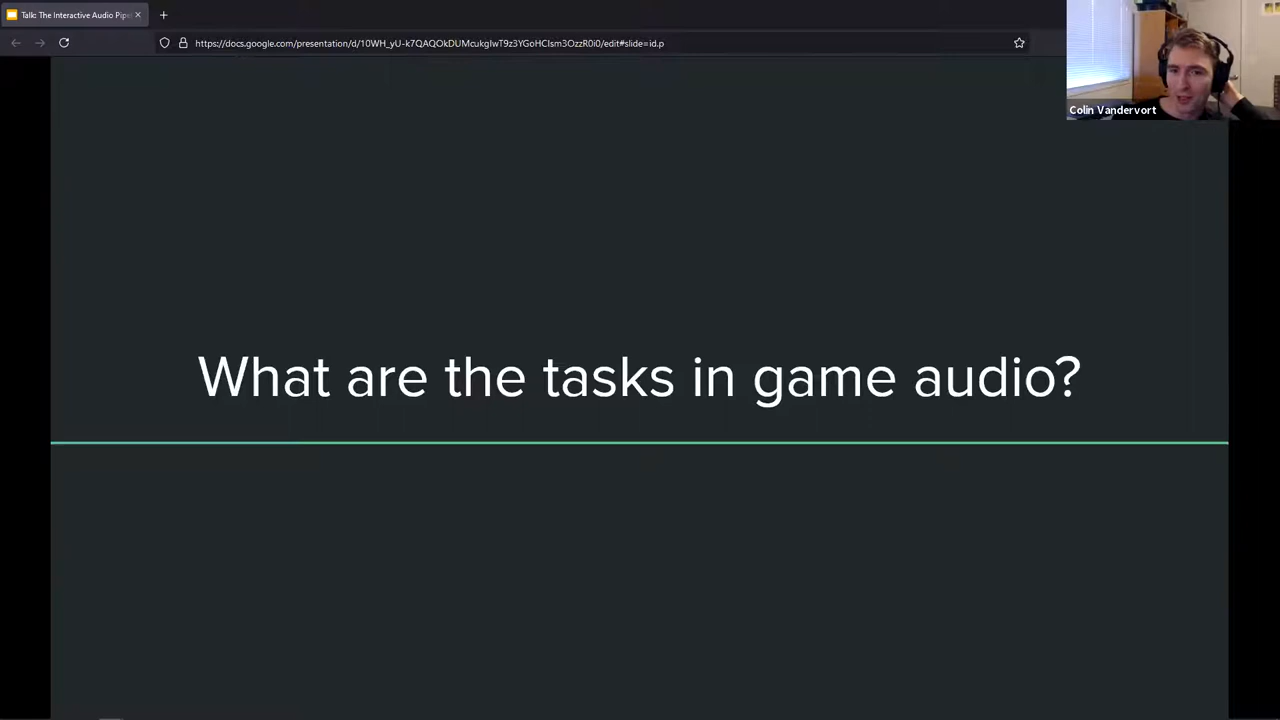 Talk: The Interactive Audio Pipe
https://docs.google.com/presentation/d/10WH_yU-k7QAQOkDUMcukgIwT9z3YGoHCIsm3OzzR0i0/edit#slide=id.p
Colin Vandervort
What are the tasks in game audio?